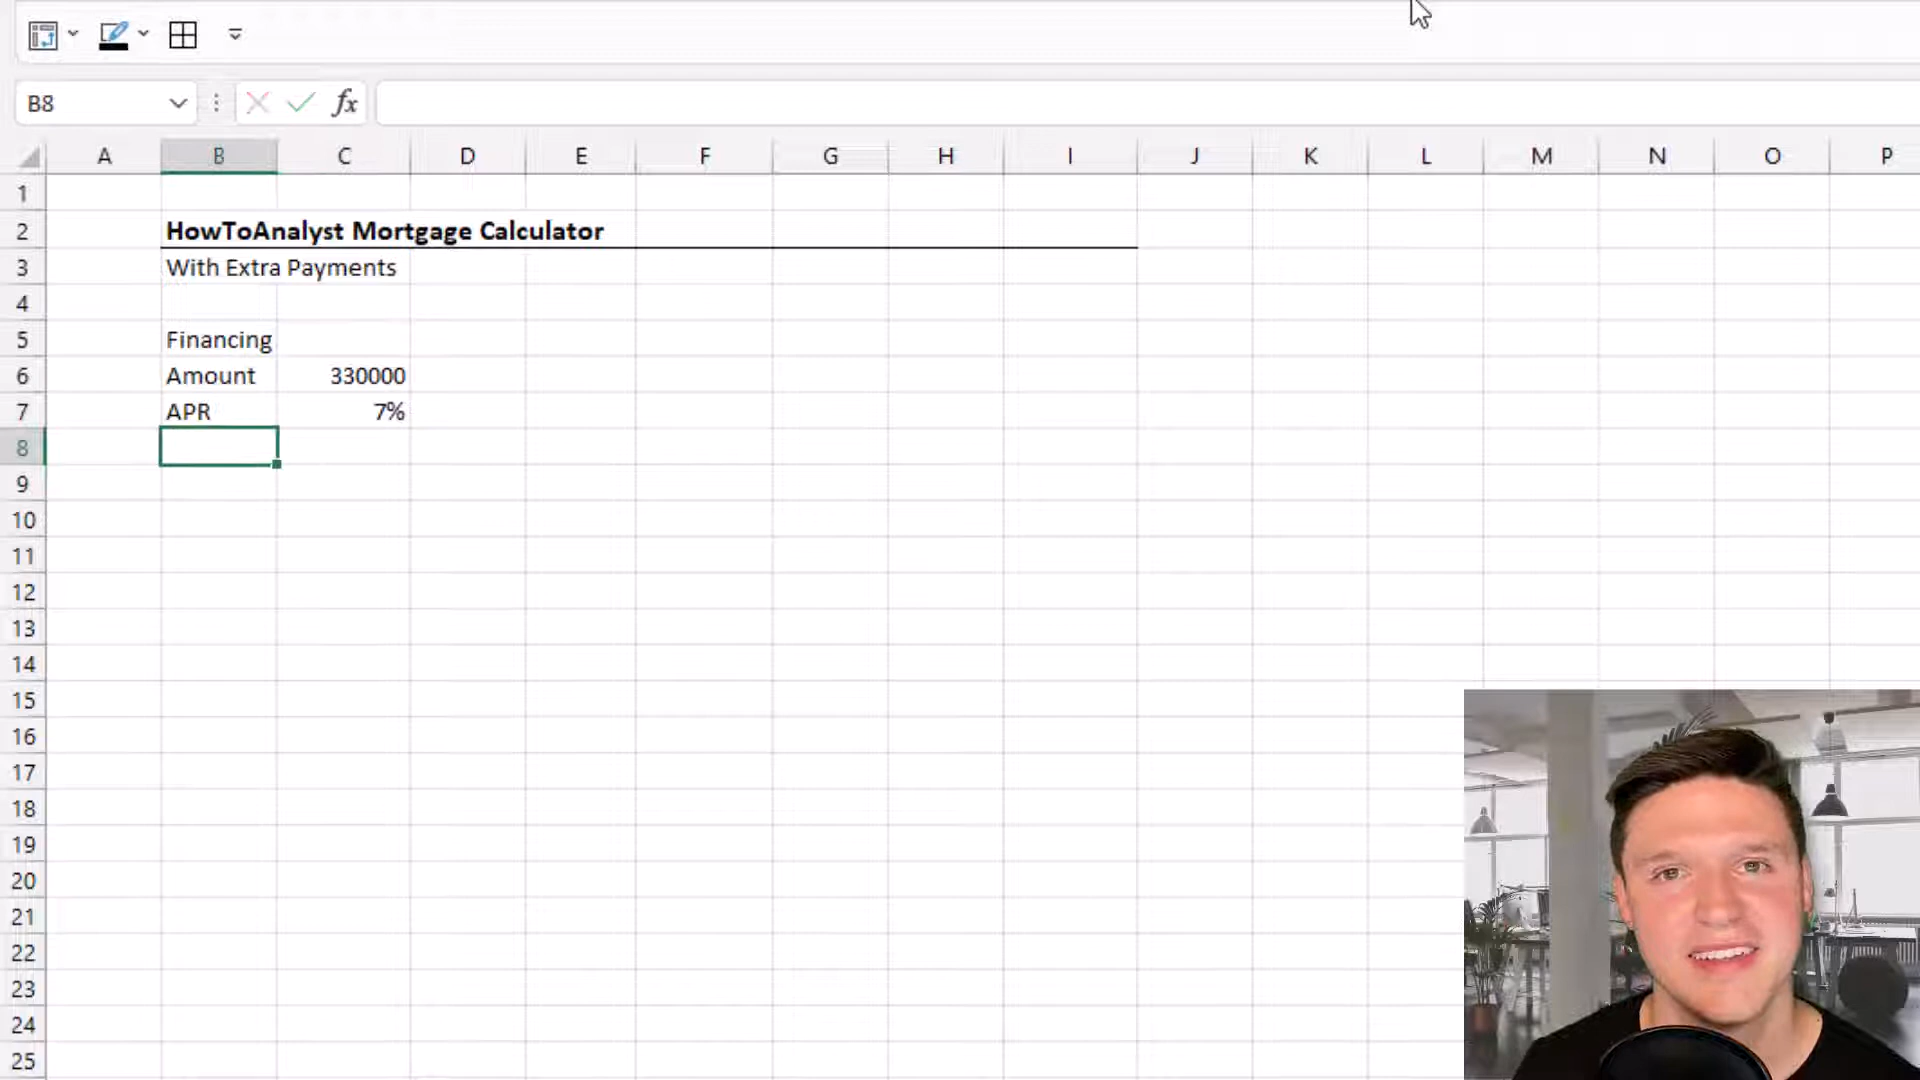 B8
fx
A B C D E F G H I J K L M N O P
1
2 HowToAnalyst Mortgage Calculator
3 With Extra Payments
4
5 Financing
6 Amount 330000
7 APR 7%
8
9
10
11
12
13
14
15
16
17
18
19
20
21
22
23
24
25